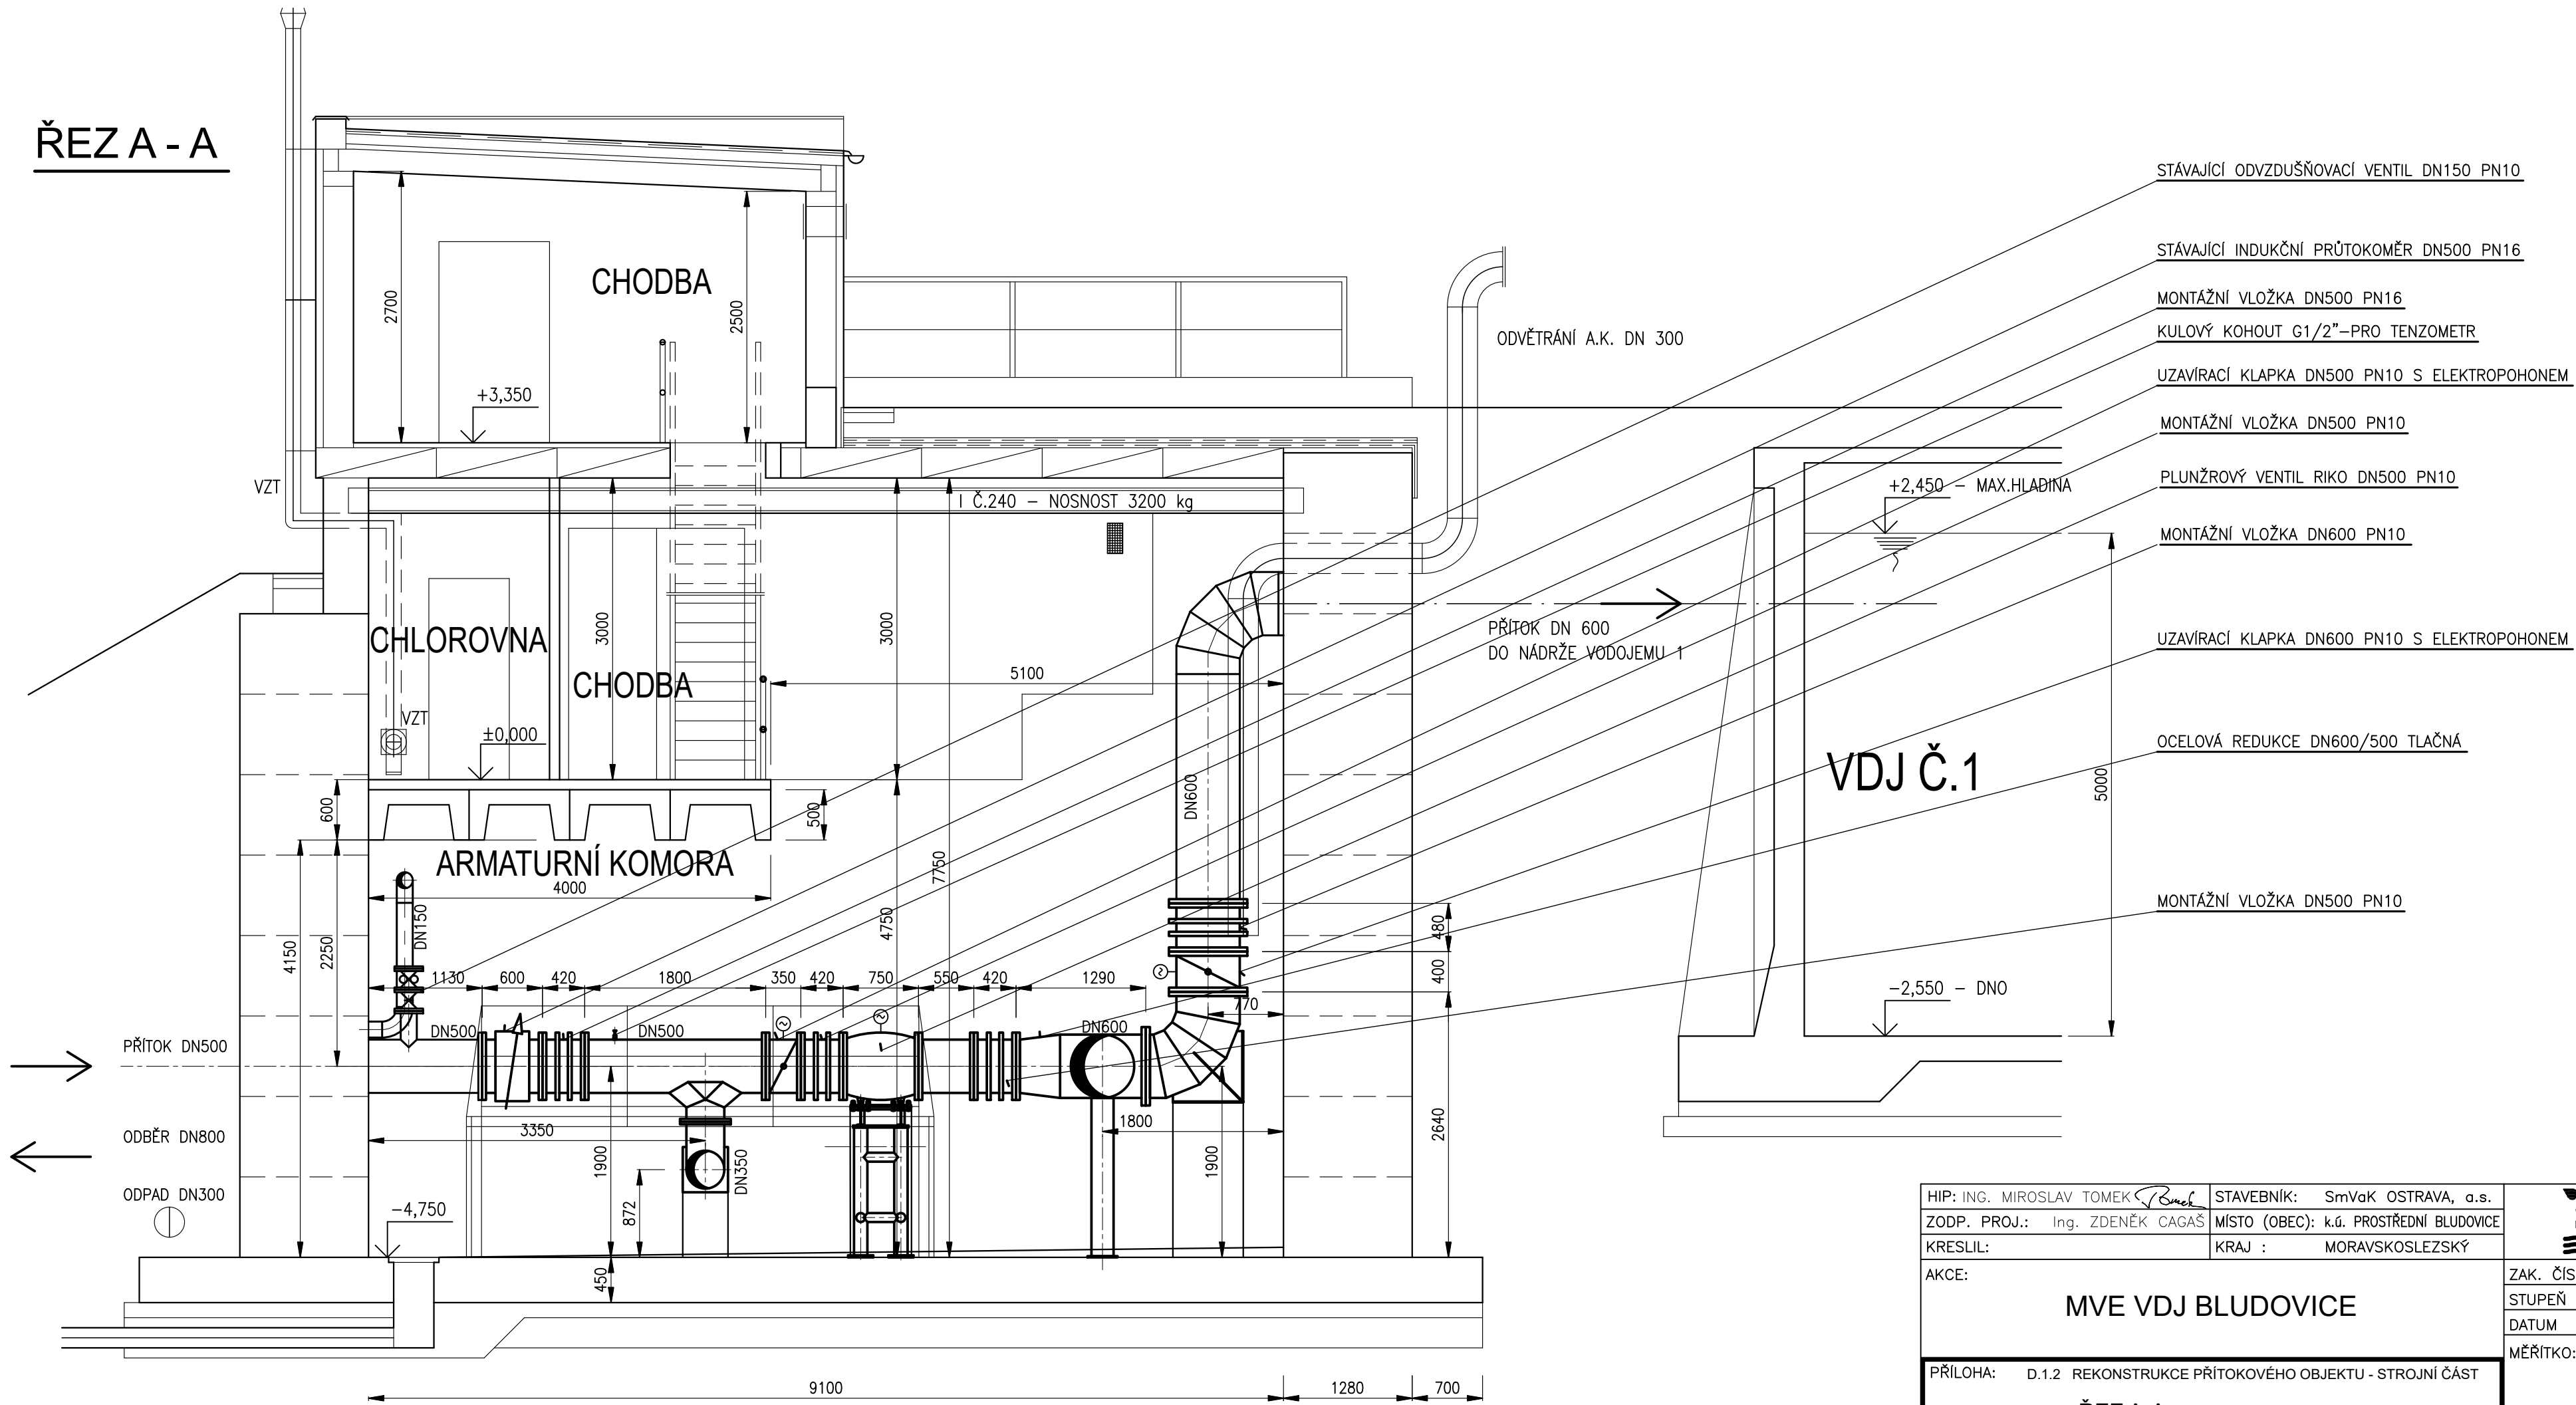 ŘEZ A - A
STÁVAJÍCÍ ODVZDUŠŇOVACÍ VENTIL DN150 PN10
STÁVAJÍCÍ INDUKČNÍ PRŮTOKOMĚR DN500 PN16
MONTÁŽNÍ VLOŽKA DN500 PN16
KULOVÝ KOHOUT G1/2"-PRO TENZOMETR
UZAVÍRACÍ KLAPKA DN500 PN10 S ELEKTROPOHONEM
MONTÁŽNÍ VLOŽKA DN500 PN10
PLUNŽROVÝ VENTIL RIKO DN500 PN10
MONTÁŽNÍ VLOŽKA DN600 PN10
UZAVÍRACÍ KLAPKA DN600 PN10 S ELEKTROPOHONEM
OCELOVÁ REDUKCE DN600/500 TLAČNÁ
MONTÁŽNÍ VLOŽKA DN500 PN10
CHODBA
2700
2500
+3,350
ODVĚTRÁNÍ A.K. DN 300
VZT
I Č.240 – NOSNOST 3200 kg
+2,450 – MAX.HLADINA
CHLOROVNA
3000
3000
CHODBA
PŘÍTOK DN 600
DO NÁDRŽE VODOJEMU 1
5100
VZT
±0,000
DN600
VDJ Č.1
5000
600
500
ARMATURNÍ KOMORA
4000
7750
4750
DN150
4150
2250
480
400
1130
600
420
1800
350
420
750
550
420
1290
770
-2,550 – DNO
DN500
DN500
DN600
PŘÍTOK DN500
ODBĚR DN800
3350
1800
2640
1900
1900
DN350
872
ODPAD DN300
-4,750
450
9100
1280
700
HIP: ING. MIROSLAV TOMEK
STAVEBNÍK: SmVaK OSTRAVA, a.s.
ZODP. PROJ.: Ing. ZDENĚK CAGAŠ
MÍSTO (OBEC): k.ú. PROSTŘEDNÍ BLUDOVICE
KRESLIL:
KRAJ : MORAVSKOSLEZSKÝ
AKCE:
MVE VDJ BLUDOVICE
ZAK. ČÍS
STUPEŇ
DATUM
MĚŘÍTKO:
PŘÍLOHA: D.1.2 REKONSTRUKCE PŘÍTOKOVÉHO OBJEKTU - STROJNÍ ČÁST